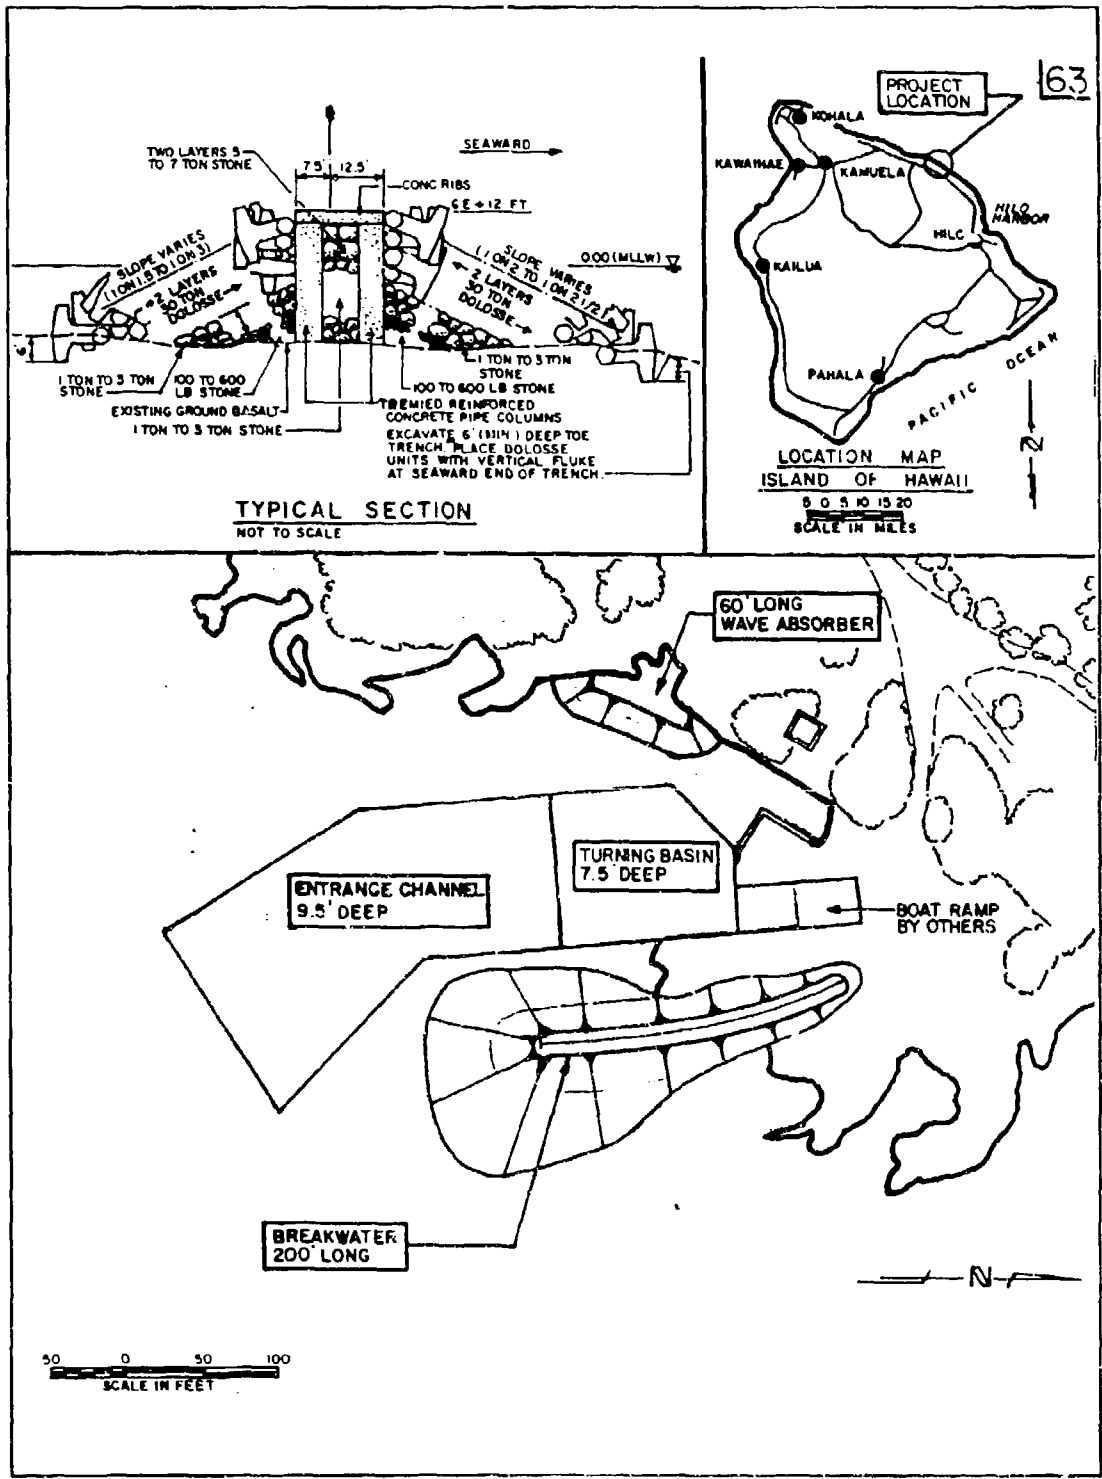 63
TWO LAYERS 5
TO 7 TON STONE
7.5'
12.5'
SEAWARD
CONC RIBS
+12 FT
SLOPE VARIES
(1 ON 1.5 TO 1 ON 3)
2 LAYERS
30 TON
DOLOSSE
0.00 (MLLW)
SLOPE VARIES
(1 ON 2 TO 1 ON 2 1/2)
2 LAYERS
30 TON
DOLOSSE
6'
1 TON TO 3 TON
STONE
100 TO 600
LB STONE
EXISTING GROUND BASALT
1 TON TO 3 TON STONE
1 TON TO 3 TON
STONE
100 TO 600 LB STONE
TREMIED REINFORCED
CONCRETE PIPE COLUMNS
EXCAVATE 6' (MIN) DEEP TOE
TRENCH. PLACE DOLOSSE
UNITS WITH VERTICAL FLUKE
AT SEAWARD END OF TRENCH.
TYPICAL SECTION
NOT TO SCALE
PROJECT
LOCATION
KOHALA
KAWAIHAE
KAMUELA
HILO
HARBOR
HILO
KAILUA
PAHALA
PACIFIC OCEAN
N
LOCATION MAP
ISLAND OF HAWAII
5 0 5 10 15 20
SCALE IN MILES
60' LONG
WAVE ABSORBER
TURNING BASIN
7.5' DEEP
ENTRANCE CHANNEL
9.5' DEEP
BOAT RAMP
BY OTHERS
BREAKWATER
200' LONG
N
50 0 50 100
SCALE IN FEET